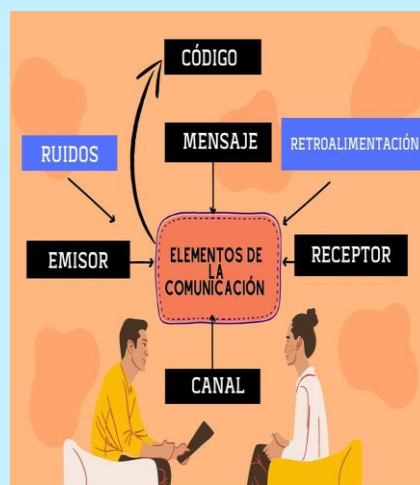 CÓDIGO
MENSAJE
RUIDOS
RETROALIMENTACIÓN
EMISOR
ELEMENTOS DE
LA
COMUNICACIÓN
RECEPTOR
CANAL